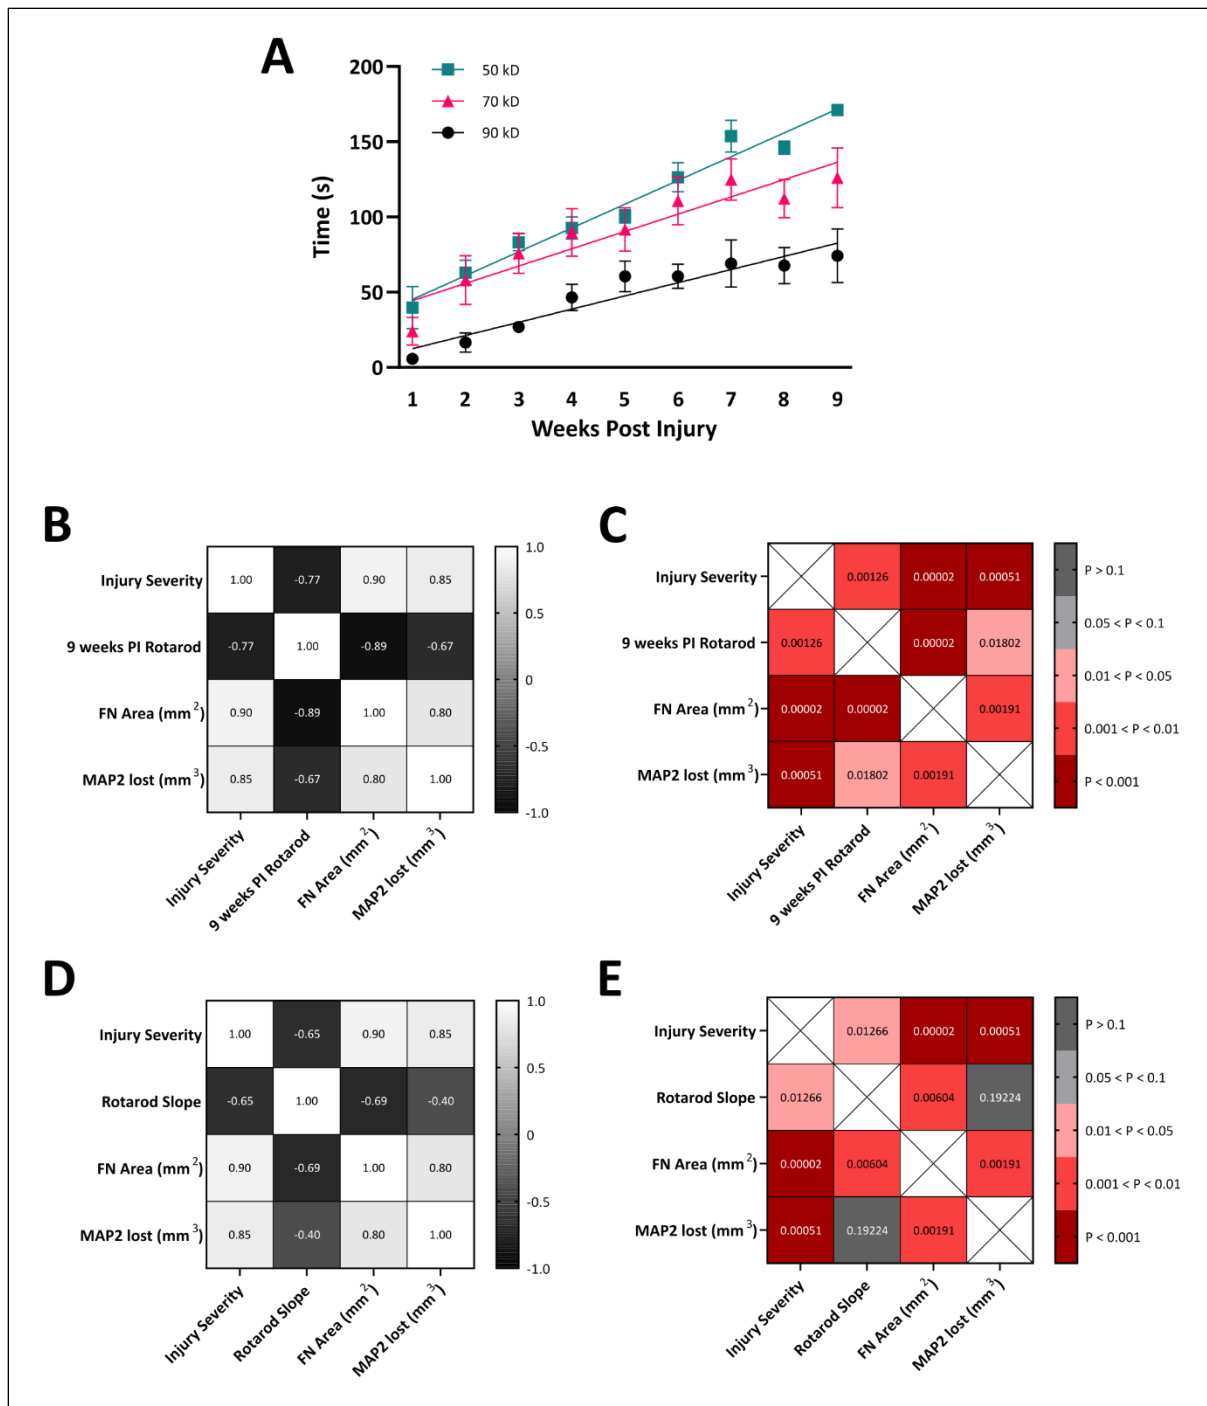 A
200
150
100
50
0
Time (s)
50 kD
70 kD
90 kD
1 2 3 4 5 6 7 8 9
Weeks Post Injury
B
Injury Severity 1.00 -0.77 0.90 0.85
9 weeks PI Rotarod -0.77 1.00 -0.89 -0.67
FN Area (mm²) 0.90 -0.89 1.00 0.80
MAP2 lost (mm³) 0.85 -0.67 0.80 1.00
Injury Severity
9 weeks PI Rotarod
FN Area (mm²)
MAP2 lost (mm³)
1.0
0.5
0
-0.5
-1.0
C
Injury Severity 0.00126 0.00002 0.00051
9 weeks PI Rotarod 0.00126 0.00002 0.01802
FN Area (mm²) 0.00002 0.00002 0.00191
MAP2 lost (mm³) 0.00051 0.01802 0.00191
Injury Severity
9 weeks PI Rotarod
FN Area (mm²)
MAP2 lost (mm³)
P > 0.1
0.05 < P < 0.1
0.01 < P < 0.05
0.001 < P < 0.01
P < 0.001
D
Injury Severity 1.00 -0.65 0.90 0.85
Rotarod Slope -0.65 1.00 -0.69 -0.40
FN Area (mm²) 0.90 -0.69 1.00 0.80
MAP2 lost (mm³) 0.85 -0.40 0.80 1.00
Injury Severity
Rotarod Slope
FN Area (mm²)
MAP2 lost (mm³)
1.0
0.5
0
-0.5
-1.0
E
Injury Severity 0.01266 0.00002 0.00051
Rotarod Slope 0.01266 0.00604 0.19224
FN Area (mm²) 0.00002 0.00604 0.00191
MAP2 lost (mm³) 0.00051 0.19224 0.00191
Injury Severity
Rotarod Slope
FN Area (mm²)
MAP2 lost (mm³)
P > 0.1
0.05 < P < 0.1
0.01 < P < 0.05
0.001 < P < 0.01
P < 0.001